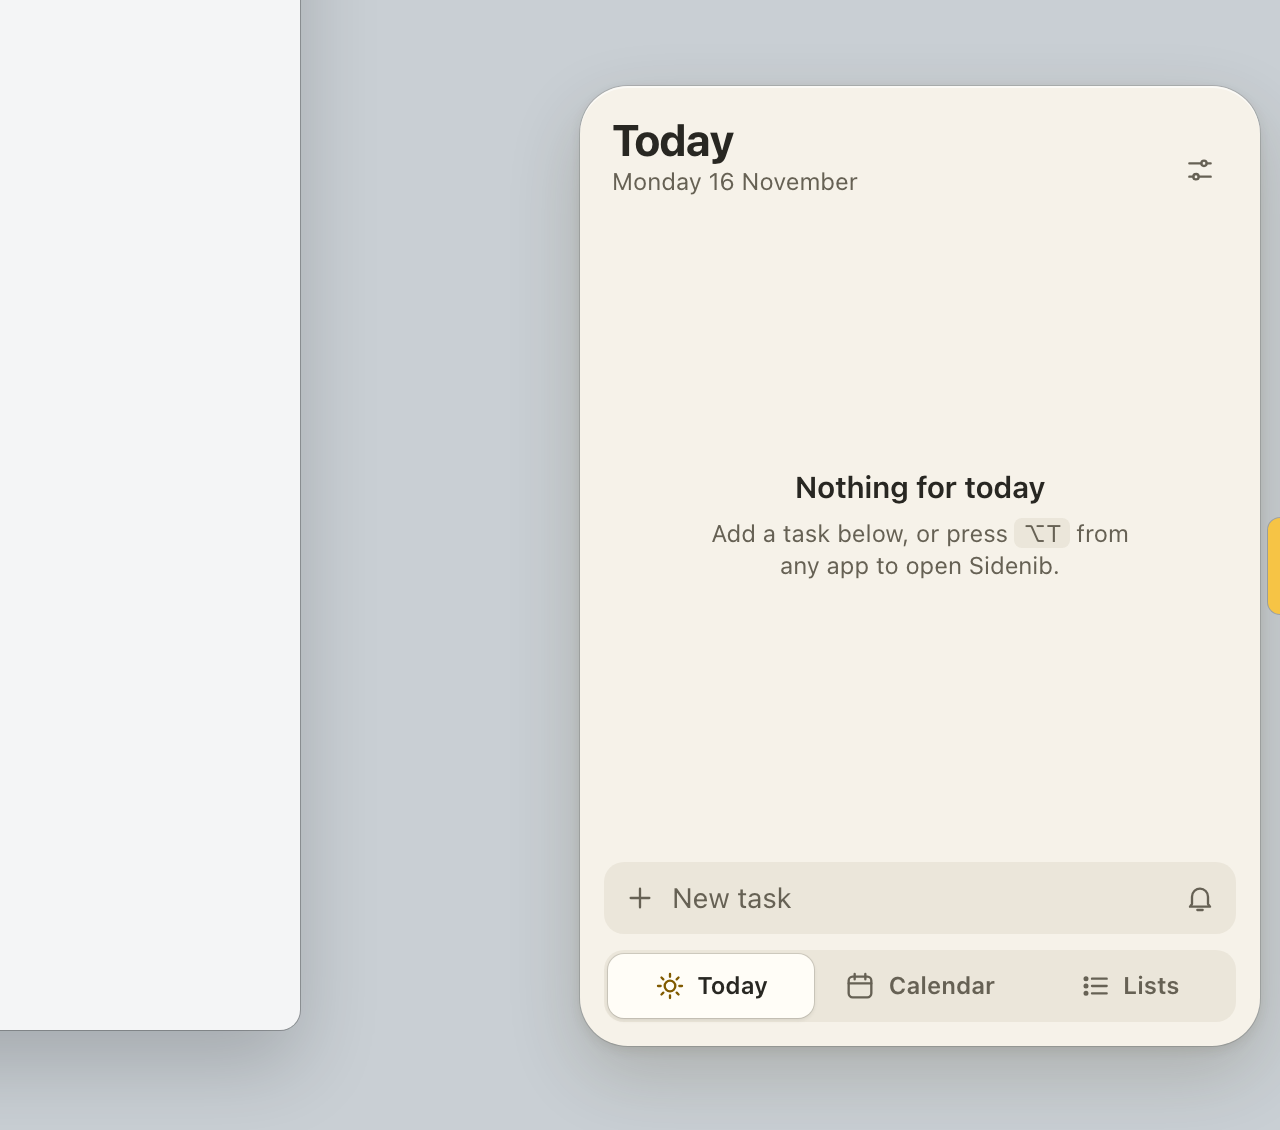 Today
Monday 16 November
Nothing for today
Add a task below, or press ⌥T from
any app to open Sidenib.
New task
Today
Calendar
Lists